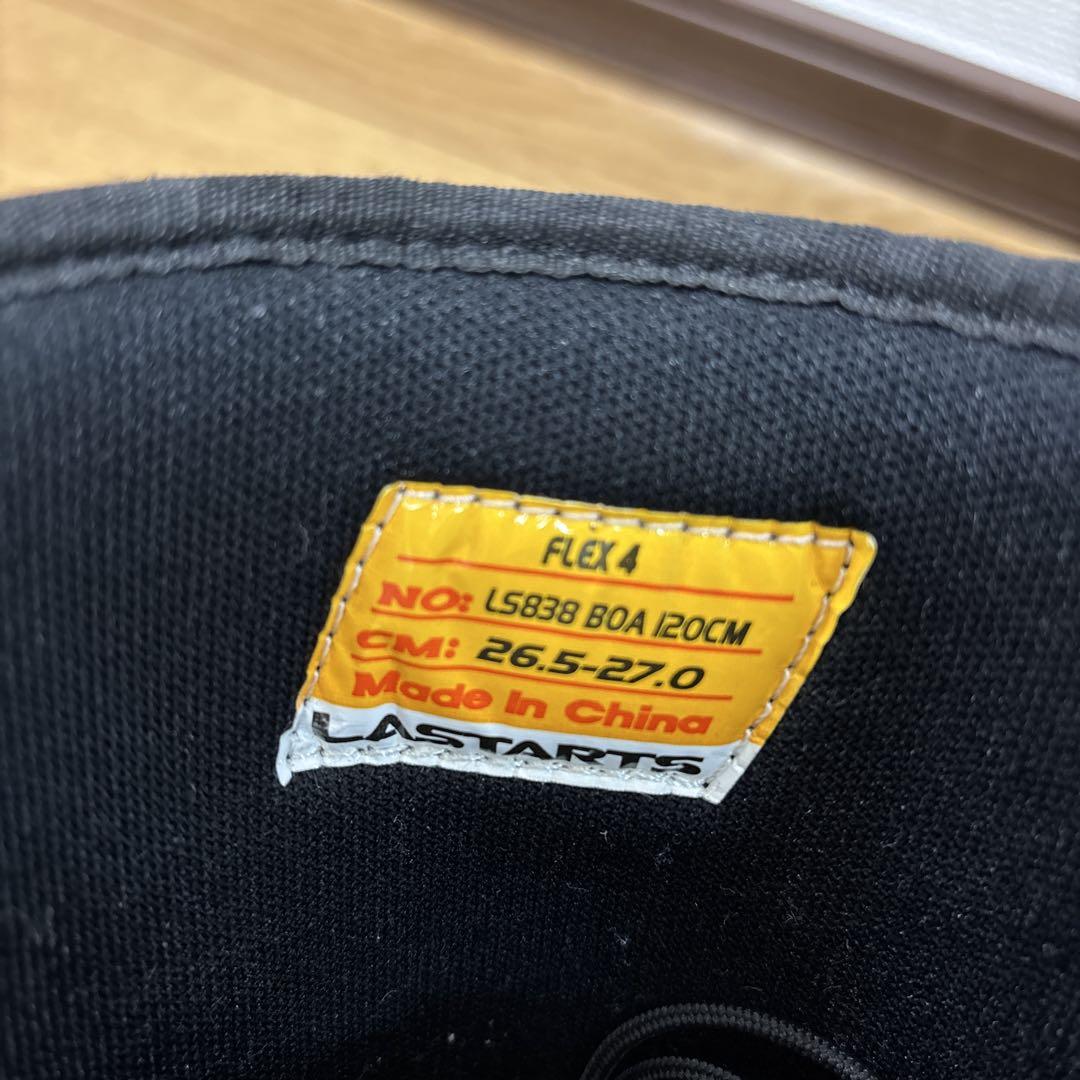 FLEX 4
NO: LS838 BOA 120CM
CM: 26.5-27.0
Made In China
LASTARTS